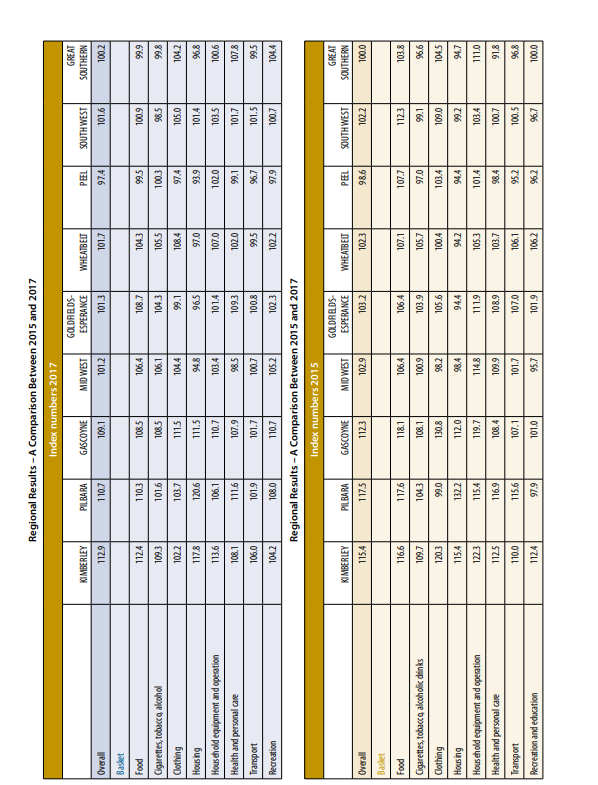 Regional Results – A Comparison Between 2015 and 2017
Index numbers 2017
KIMBERLEY PILBARA GASCOYNE MID WEST GOLDFIELDS-ESPERANCE WHEATBELT PEEL SOUTH WEST GREAT SOUTHERN
Overall 112.9 110.7 109.1 101.2 101.3 101.7 97.4 101.6 100.2
Basket
Food 112.4 110.3 108.5 106.4 108.7 104.3 99.5 100.9 99.9
Cigarettes, tobacco, alcohol 109.3 101.6 108.5 106.1 104.3 105.5 100.3 98.5 99.8
Clothing 102.2 103.7 111.5 104.4 99.1 108.4 97.4 105.0 104.2
Housing 117.8 120.6 111.5 94.8 96.5 97.0 93.9 101.4 96.8
Household equipment and operation 113.6 106.1 110.7 103.4 101.4 107.0 102.0 103.5 100.6
Health and personal care 108.1 111.6 107.9 98.5 109.3 102.0 99.1 101.7 107.8
Transport 106.0 101.9 101.7 100.7 100.8 99.5 96.7 101.5 99.5
Recreation 104.2 108.0 110.7 105.2 102.3 102.2 97.9 100.7 104.4
Regional Results – A Comparison Between 2015 and 2017
Index numbers 2015
KIMBERLEY PILBARA GASCOYNE MID WEST GOLDFIELDS-ESPERANCE WHEATBELT PEEL SOUTH WEST GREAT SOUTHERN
Overall 115.4 117.5 112.3 102.9 103.2 102.3 98.6 102.2 100.0
Basket
Food 116.6 117.6 118.1 106.4 106.4 107.1 107.7 112.3 103.8
Cigarettes, tobacco, alcoholic drinks 109.7 104.3 108.1 100.9 103.9 105.7 97.0 99.1 96.6
Clothing 120.3 99.0 130.8 98.2 105.6 100.4 103.4 109.0 104.5
Housing 115.4 132.2 112.0 98.4 94.4 94.2 94.4 99.2 94.7
Household equipment and operation 122.3 115.4 119.7 114.8 111.9 105.3 101.4 103.4 111.0
Health and personal care 112.5 116.9 108.4 109.9 108.9 103.7 98.4 100.7 91.8
Transport 110.0 115.6 107.1 101.7 107.0 106.1 95.2 100.5 96.8
Recreation and education 112.4 97.9 101.0 95.7 101.9 106.2 96.2 96.7 100.0